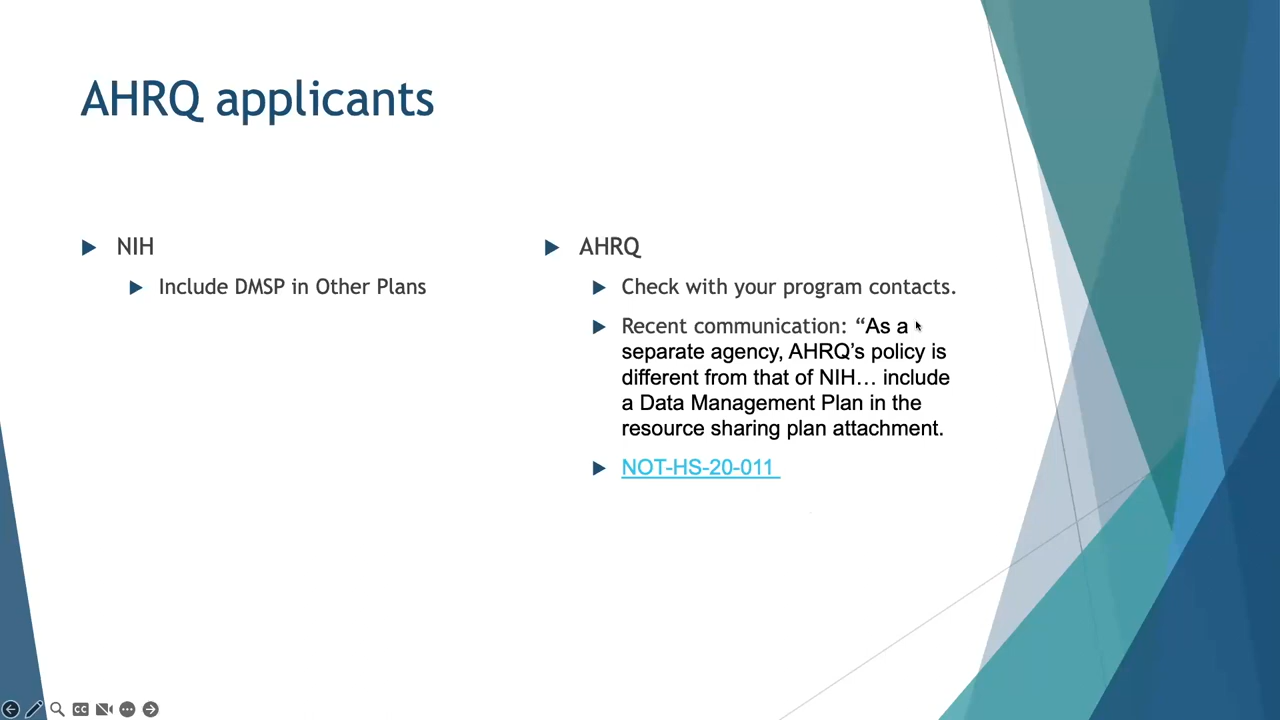 AHRQ applicants
NIH
Include DMSP in Other Plans
AHRQ
Check with your program contacts.
Recent communication: “As a
separate agency, AHRQ’s policy is
different from that of NIH… include
a Data Management Plan in the
resource sharing plan attachment.
NOT-HS-20-011
CC